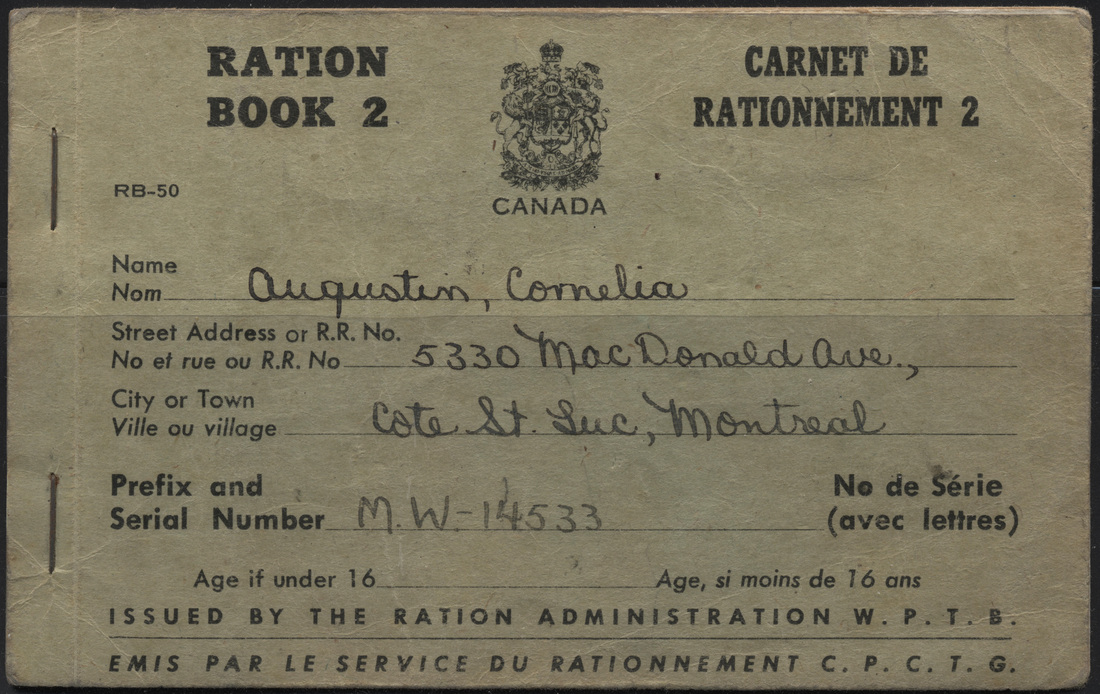 RATION
BOOK 2
CARNET DE
RATIONNEMENT 2
RB-50
CANADA
Name
Nom Augustin, Cornelia
Street Address or R.R. No.
No et rue ou R.R. No 5330 MacDonald Ave.,
City or Town
Ville ou village Cote St. Luc, Montreal
Prefix and
Serial Number M.W-14533
No de Série
(avec lettres)
Age if under 16 Age, si moins de 16 ans
ISSUED BY THE RATION ADMINISTRATION W. P. T. B.
EMIS PAR LE SERVICE DU RATIONNEMENT C. P. C. T. G.